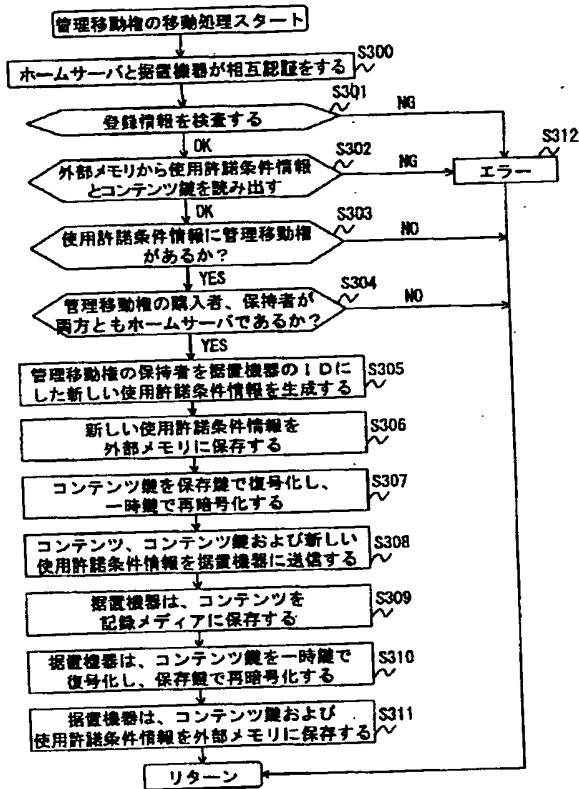 管理移動権の移動処理スタート
S300
ホームサーバと据置機器が相互認証をする
S301
登録情報を検査する
NG
OK
S302
外部メモリから使用許諾条件情報
とコンテンツ鍵を読み出す
NG
S312
エラー
OK
S303
使用許諾条件情報に管理移動権
があるか?
NO
YES
S304
管理移動権の購入者、保持者が
両方ともホームサーバであるか?
NO
YES
S305
管理移動権の保持者を据置機器のIDに
した新しい使用許諾条件情報を生成する
S306
新しい使用許諾条件情報を
外部メモリに保存する
S307
コンテンツ鍵を保存鍵で復号化し、
一時鍵で再暗号化する
S308
コンテンツ、コンテンツ鍵および新しい
使用許諾条件情報を据置機器に送信する
S309
据置機器は、コンテンツを
記録メディアに保存する
S310
据置機器は、コンテンツ鍵を一時鍵で
復号化し、保存鍵で再暗号化する
S311
据置機器は、コンテンツ鍵および
使用許諾条件情報を外部メモリに保存する
リターン